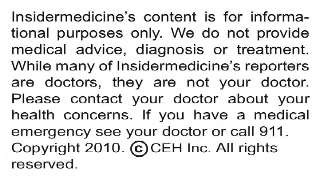 Insidermedicine's content is for informa-
tional purposes only. We do not provide
medical advice, diagnosis or treatment.
While many of Insidermedicine's reporters
are doctors, they are not your doctor.
Please contact your doctor about your
health concerns. If you have a medical
emergency see your doctor or call 911.
Copyright 2010. © CEH Inc. All rights
reserved.